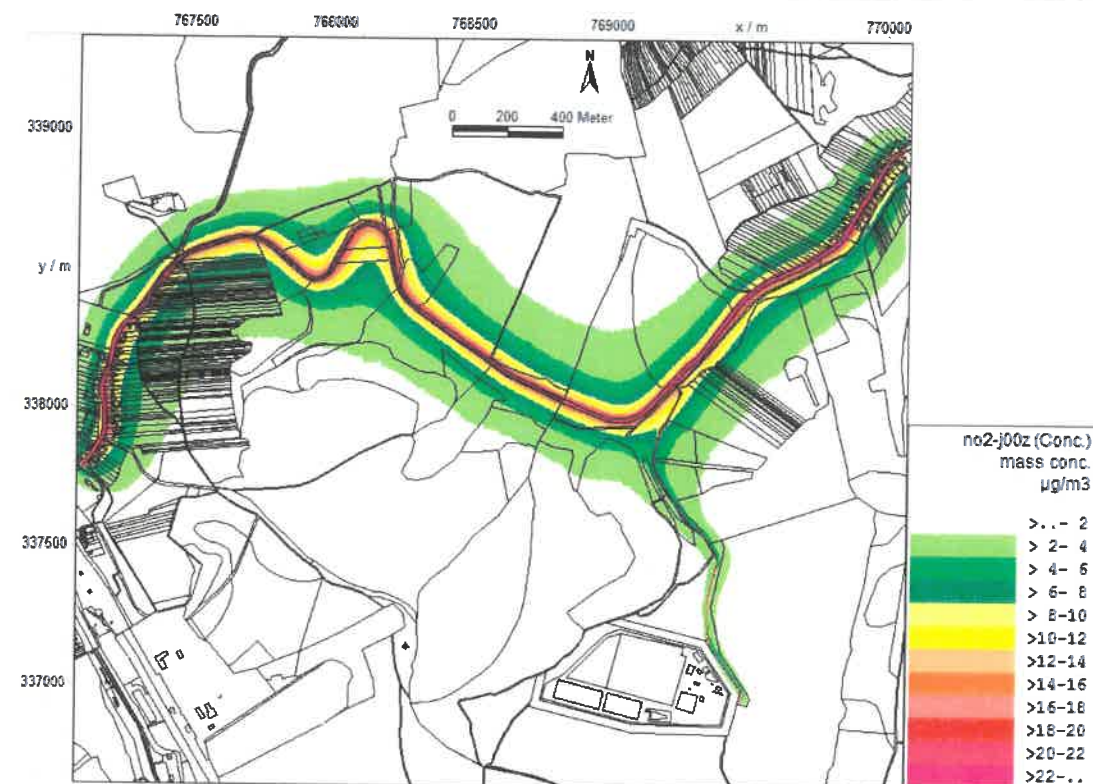 767500 768000 768500 769000 x / m 770000
N
0 200 400 Meter
339000
y / m
338000
337500
337000
no2-j00z (Conc.)
mass conc.
µg/m3
>..- 2
> 2- 4
> 4- 6
> 6- 8
> 8-10
>10-12
>12-14
>14-16
>16-18
>18-20
>20-22
>22-..